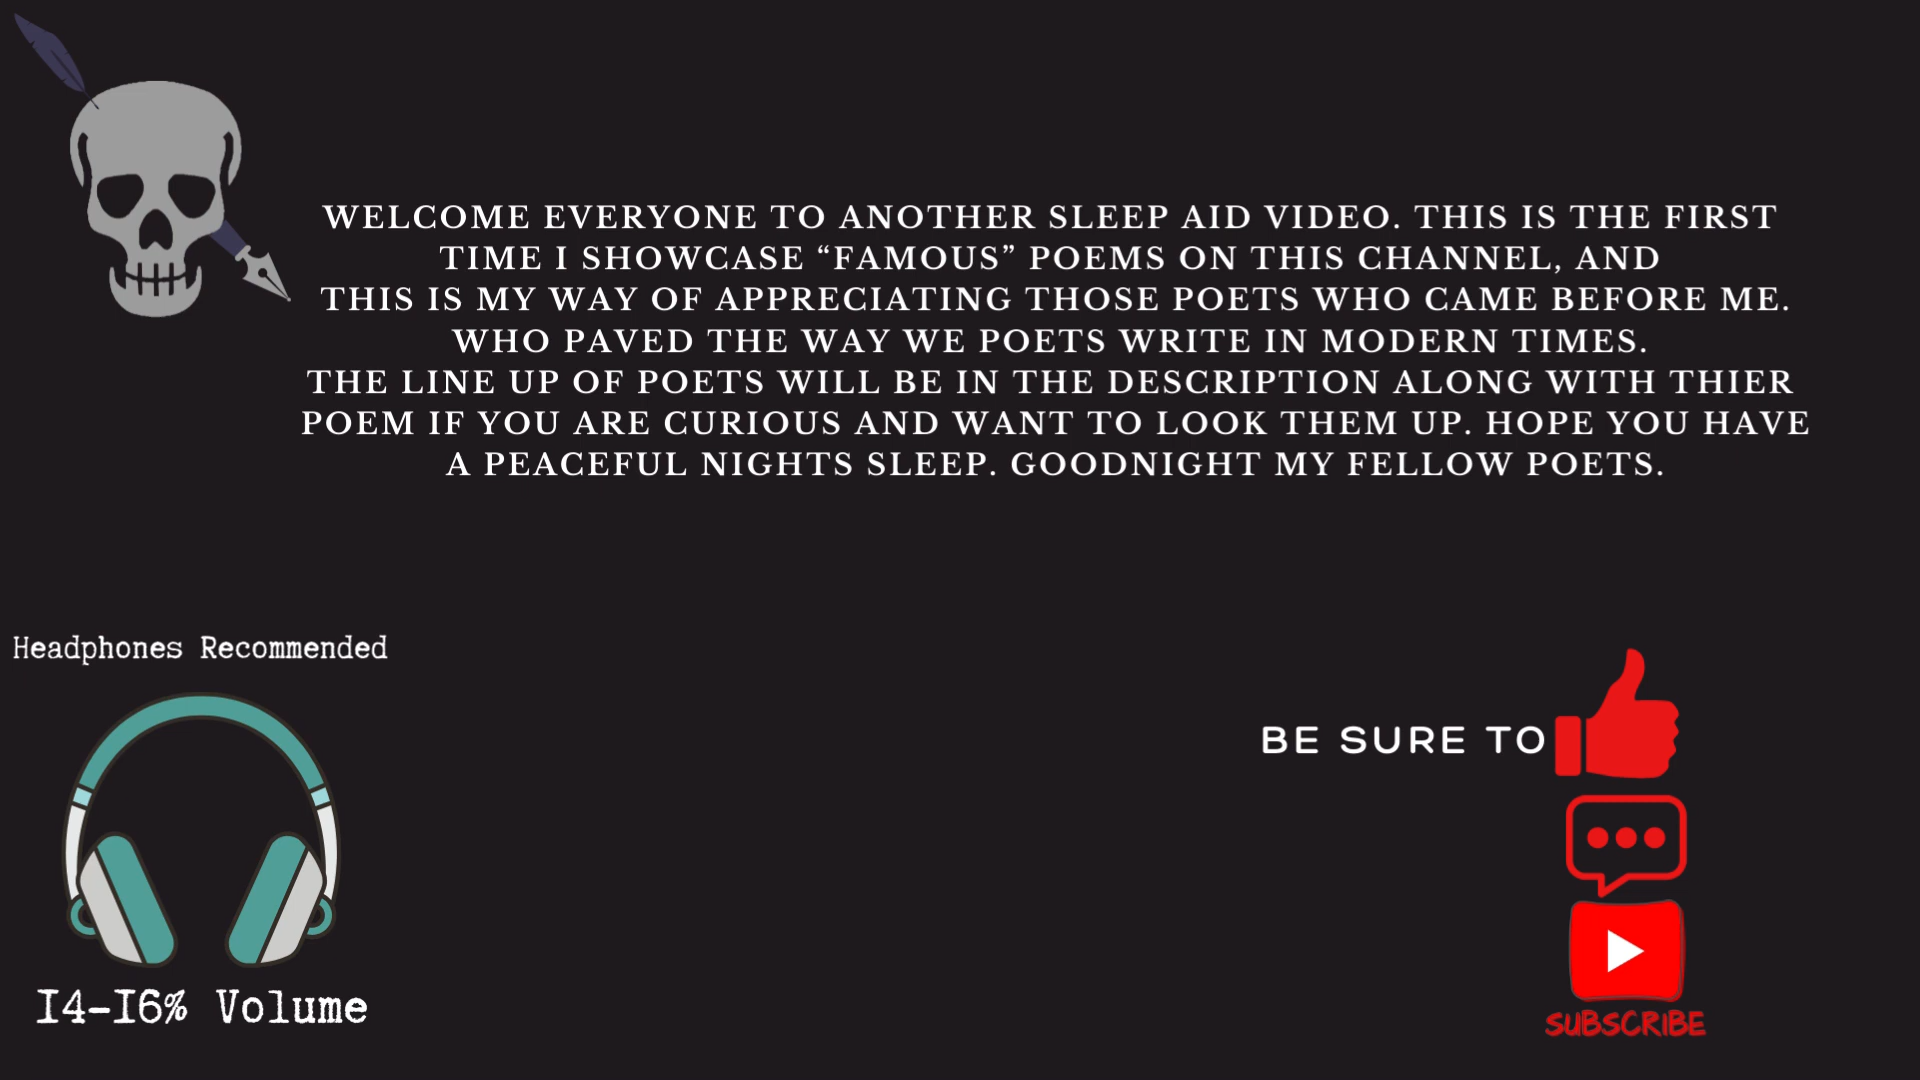 WELCOME EVERYONE TO ANOTHER SLEEP AID VIDEO. THIS IS THE FIRST
TIME I SHOWCASE “FAMOUS” POEMS ON THIS CHANNEL, AND
THIS IS MY WAY OF APPRECIATING THOSE POETS WHO CAME BEFORE ME.
WHO PAVED THE WAY WE POETS WRITE IN MODERN TIMES.
THE LINE UP OF POETS WILL BE IN THE DESCRIPTION ALONG WITH THIER
POEM IF YOU ARE CURIOUS AND WANT TO LOOK THEM UP. HOPE YOU HAVE
A PEACEFUL NIGHTS SLEEP. GOODNIGHT MY FELLOW POETS.
Headphones Recommended
14-16% Volume
BE SURE TO
SUBSCRIBE